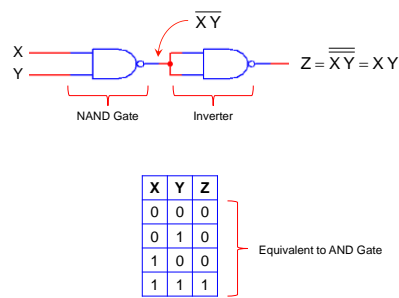 X̅ Y̅
X
Y
Z = X̿ Y̿ = X Y
NAND Gate
Inverter
X Y Z
0 0 0
0 1 0
1 0 0
1 1 1
Equivalent to AND Gate